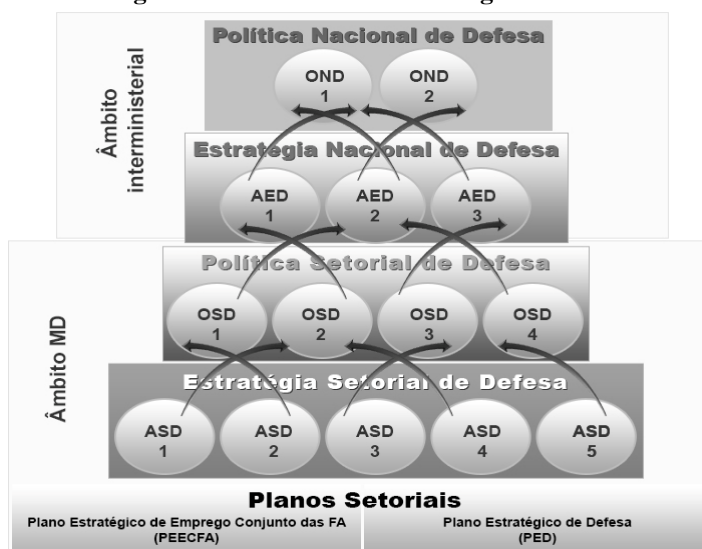 Política Nacional de Defesa
OND
1
OND
2
Âmbito
interministerial
Estratégia Nacional de Defesa
AED
1
AED
2
AED
3
Política Setorial de Defesa
OSD
1
OSD
2
OSD
3
OSD
4
Âmbito MD
Estratégia Setorial de Defesa
ASD
1
ASD
2
ASD
3
ASD
4
ASD
5
Planos Setoriais
Plano Estratégico de Emprego Conjunto das FA
(PEECFA)
Plano Estratégico de Defesa
(PED)